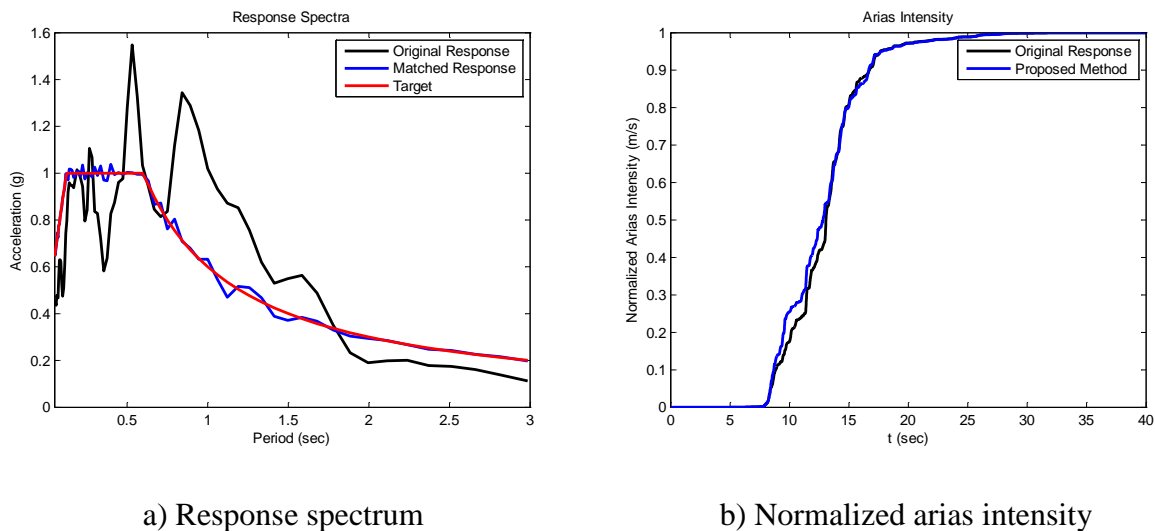 Response Spectra
Original Response
Matched Response
Target
Acceleration (g)
1.6
1.4
1.2
1
0.8
0.6
0.4
0.2
0
0.5
1
1.5
2
2.5
3
Period (sec)
Arias Intensity
Original Response
Proposed Method
Normalized Arias Intensity (m/s)
1
0.9
0.8
0.7
0.6
0.5
0.4
0.3
0.2
0.1
0
0
5
10
15
20
25
30
35
40
t (sec)
a) Response spectrum
b) Normalized arias intensity